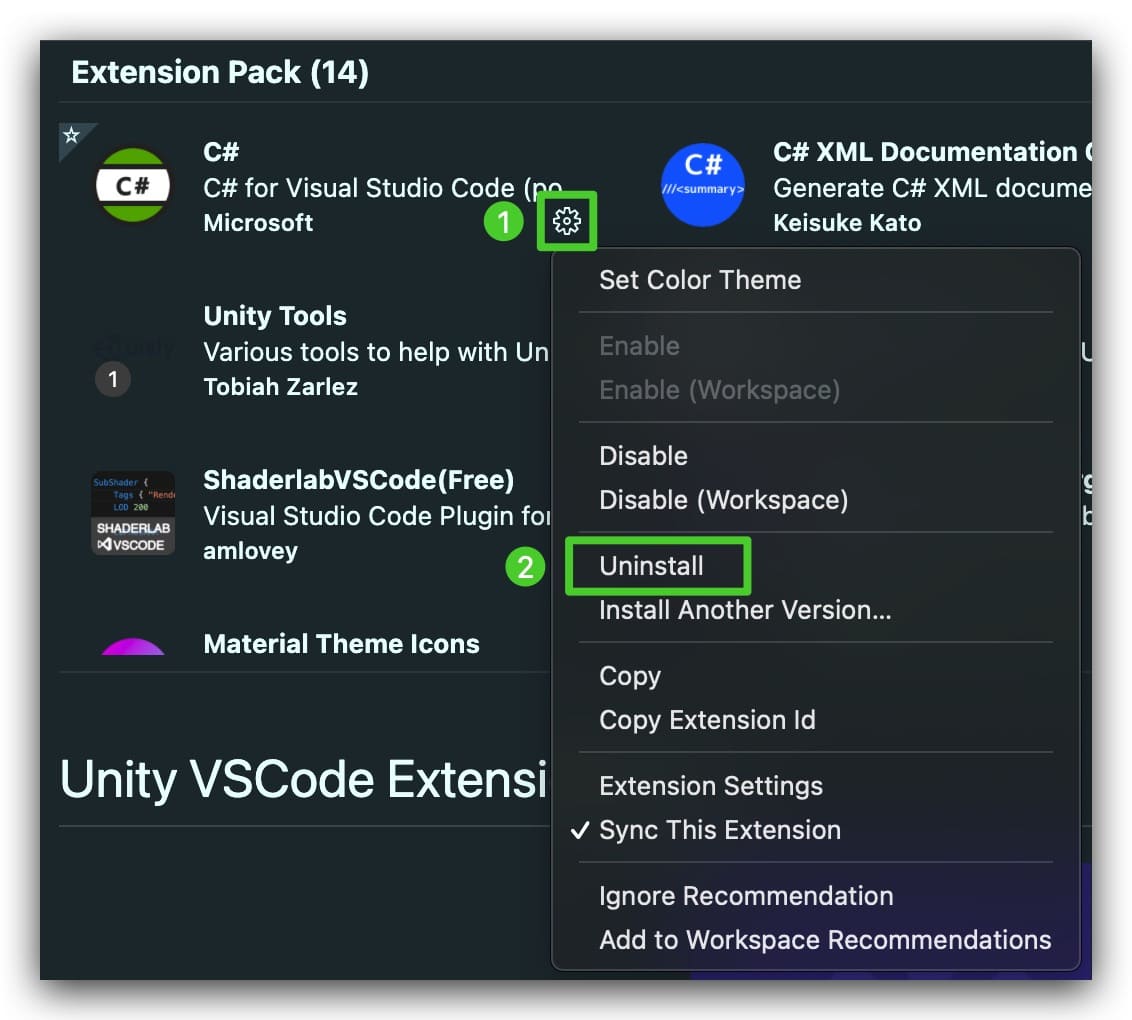 Extension Pack (14)
C#
C# for Visual Studio Code (po
Microsoft
C#
C# XML Documentation
Generate C# XML docume
Keisuke Kato
C#
///<summary>
1
Set Color Theme
Unity Tools
Various tools to help with Un
Tobiah Zarlez
1
Enable
Enable (Workspace)
Disable
Disable (Workspace)
ShaderlabVSCode(Free)
Visual Studio Code Plugin for
amlovey
SubShader {
Tags { "Rende
LOD 200
SHADERLAB
VSCODE
2
Uninstall
Install Another Version...
Material Theme Icons
Copy
Copy Extension Id
Unity VSCode Extensi
Extension Settings
✓ Sync This Extension
Ignore Recommendation
Add to Workspace Recommendations